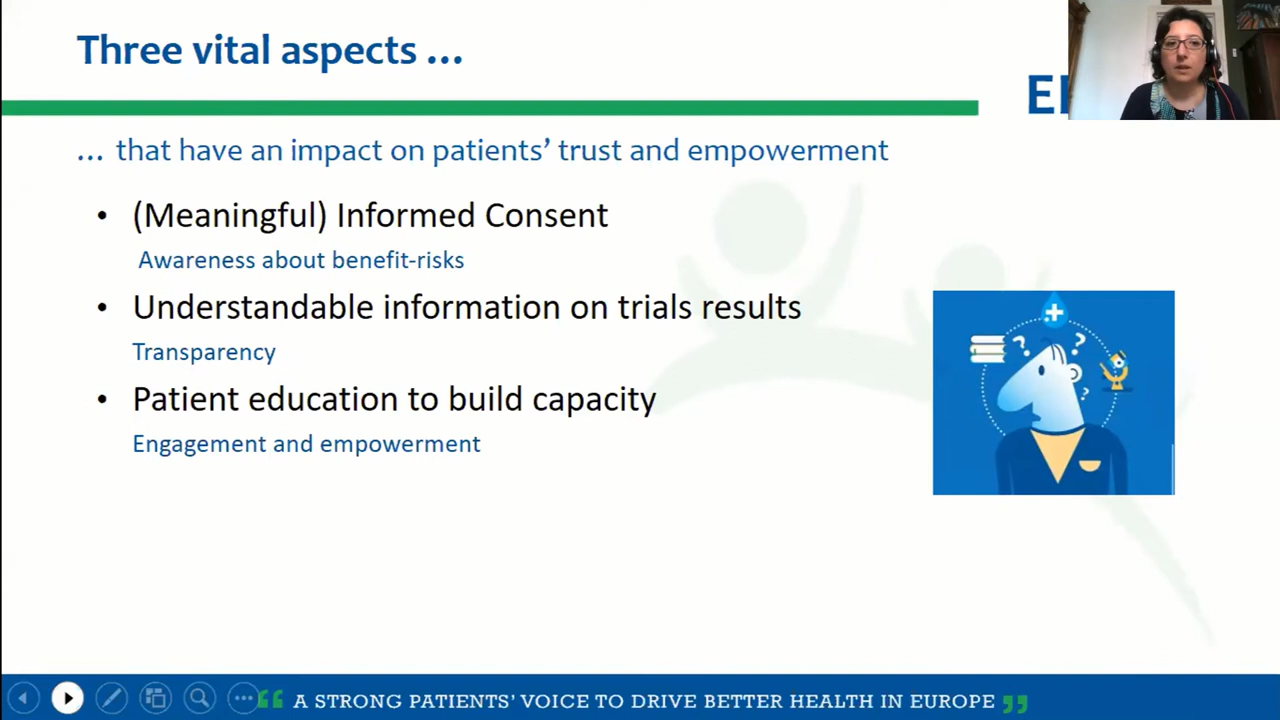 Three vital aspects …
… that have an impact on patients’ trust and empowerment
• (Meaningful) Informed Consent
Awareness about benefit-risks
• Understandable information on trials results
Transparency
• Patient education to build capacity
Engagement and empowerment
“ A STRONG PATIENTS’ VOICE TO DRIVE BETTER HEALTH IN EUROPE ”